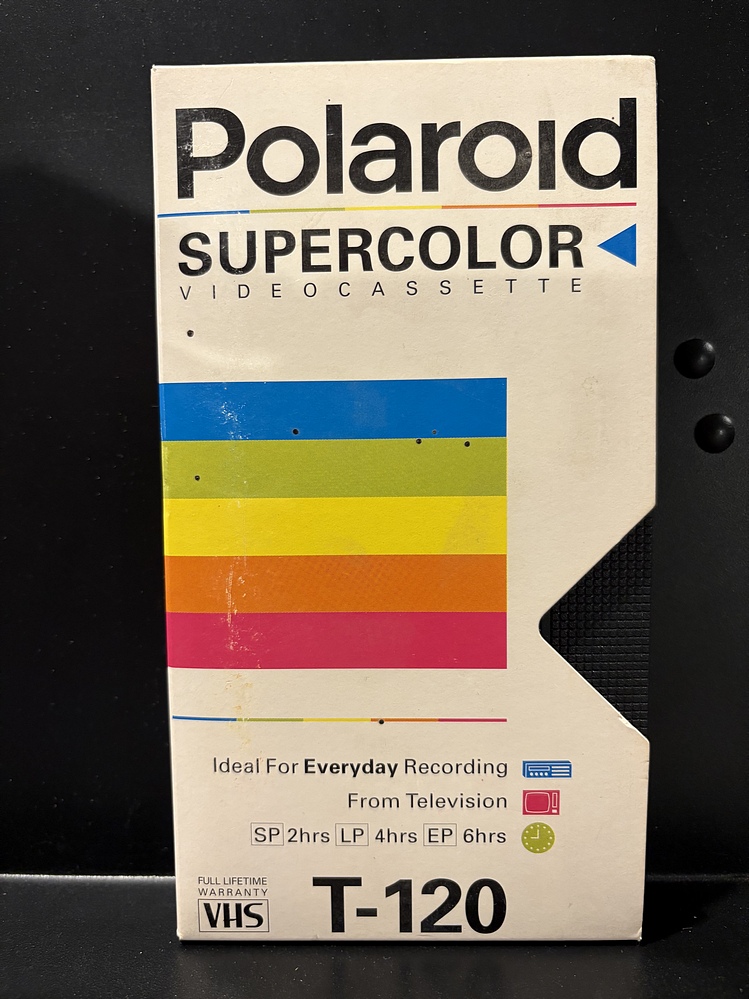 Polaroid
SUPERCOLOR
VIDEOCASSETTE
Ideal For Everyday Recording
From Television
SP 2hrs LP 4hrs EP 6hrs
FULL LIFETIME
WARRANTY
VHS
T-120